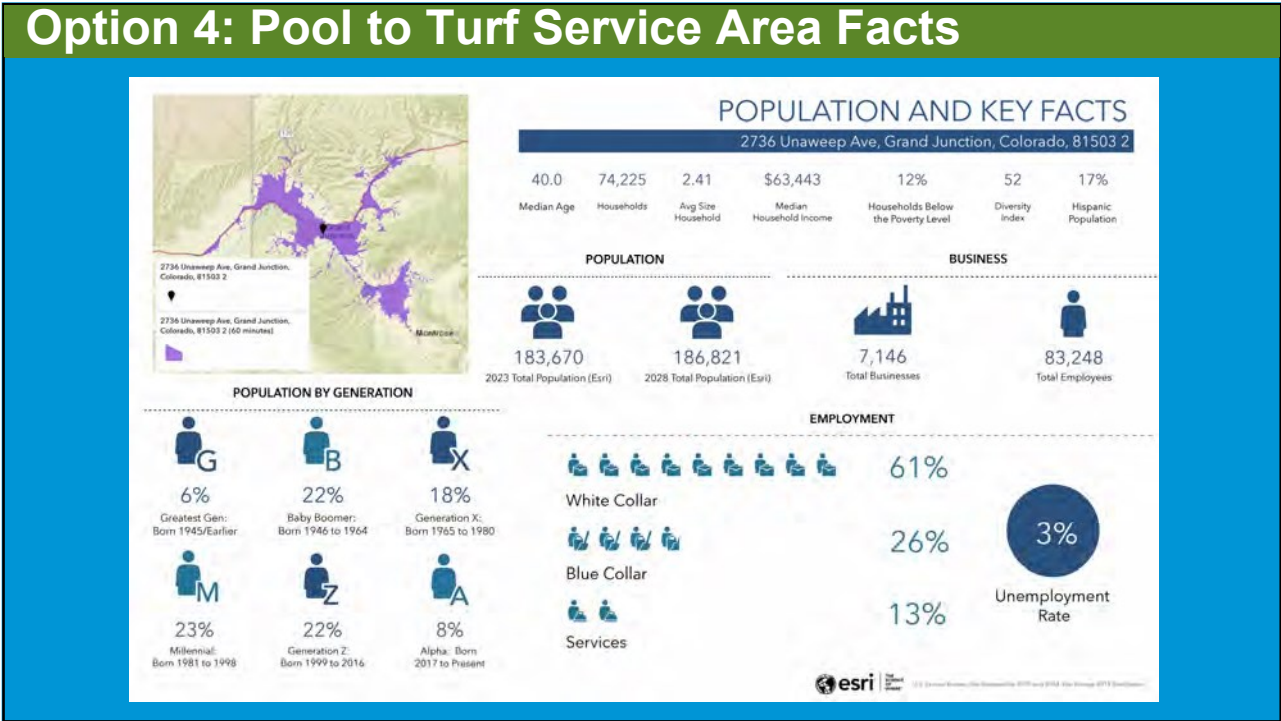 Option 4: Pool to Turf Service Area Facts
POPULATION AND KEY FACTS
2736 Unaweep Ave, Grand Junction, Colorado, 81503 2
40.0
74,225
2.41
$63,443
12%
52
17%
Median Age
Households
Avg Size
Household
Median
Household Income
Households Below
the Poverty Level
Diversity
Index
Hispanic
Population
Grand
Junction
2736 Unaweep Ave, Grand Junction,
Colorado, 81503 2
2736 Unaweep Ave, Grand Junction,
Colorado, 81503 2 (60 minutes)
Montrose
POPULATION
183,670
2023 Total Population (Esri)
186,821
2028 Total Population (Esri)
BUSINESS
7,146
Total Businesses
83,248
Total Employees
POPULATION BY GENERATION
G
6%
Greatest Gen:
Born 1945/Earlier
B
22%
Baby Boomer:
Born 1946 to 1964
X
18%
Generation X:
Born 1965 to 1980
M
23%
Millennial:
Born 1981 to 1998
Z
22%
Generation Z:
Born 1999 to 2016
A
8%
Alpha: Born
2017 to Present
EMPLOYMENT
61%
White Collar
26%
Blue Collar
13%
Services
3%
Unemployment
Rate
esri
THE
SCIENCE
OF
WHERE